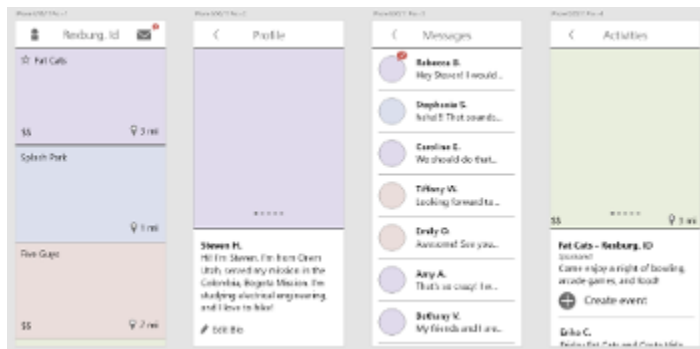 Rexburg, Id
☆ Fat Cats
$$
3 mi
Splash Park
1 mi
Five Guys
$$
2 mi
Profile
Steven H.
Hi! I'm Steven. I'm from Orem
Utah, served my mission in the
Colombia, Bogota Mission. I'm
studying electrical engineering
and I love to hike!
Edit Bio
Messages
Rebecca B.
Hey Steven! I would...
Stephanie S.
haha!!! That sounds...
Caroline E.
We should do that...
Tiffany W.
Looking forward to...
Emily O.
Awesome! See you...
Amy A.
That's so crazy! I w...
Bethany V.
My friends and I are...
Activities
$$
3 mi
Fat Cats - Rexburg, ID
Sponsored
Come enjoy a night of bowling,
arcade games, and food!
Create event
Erika C.